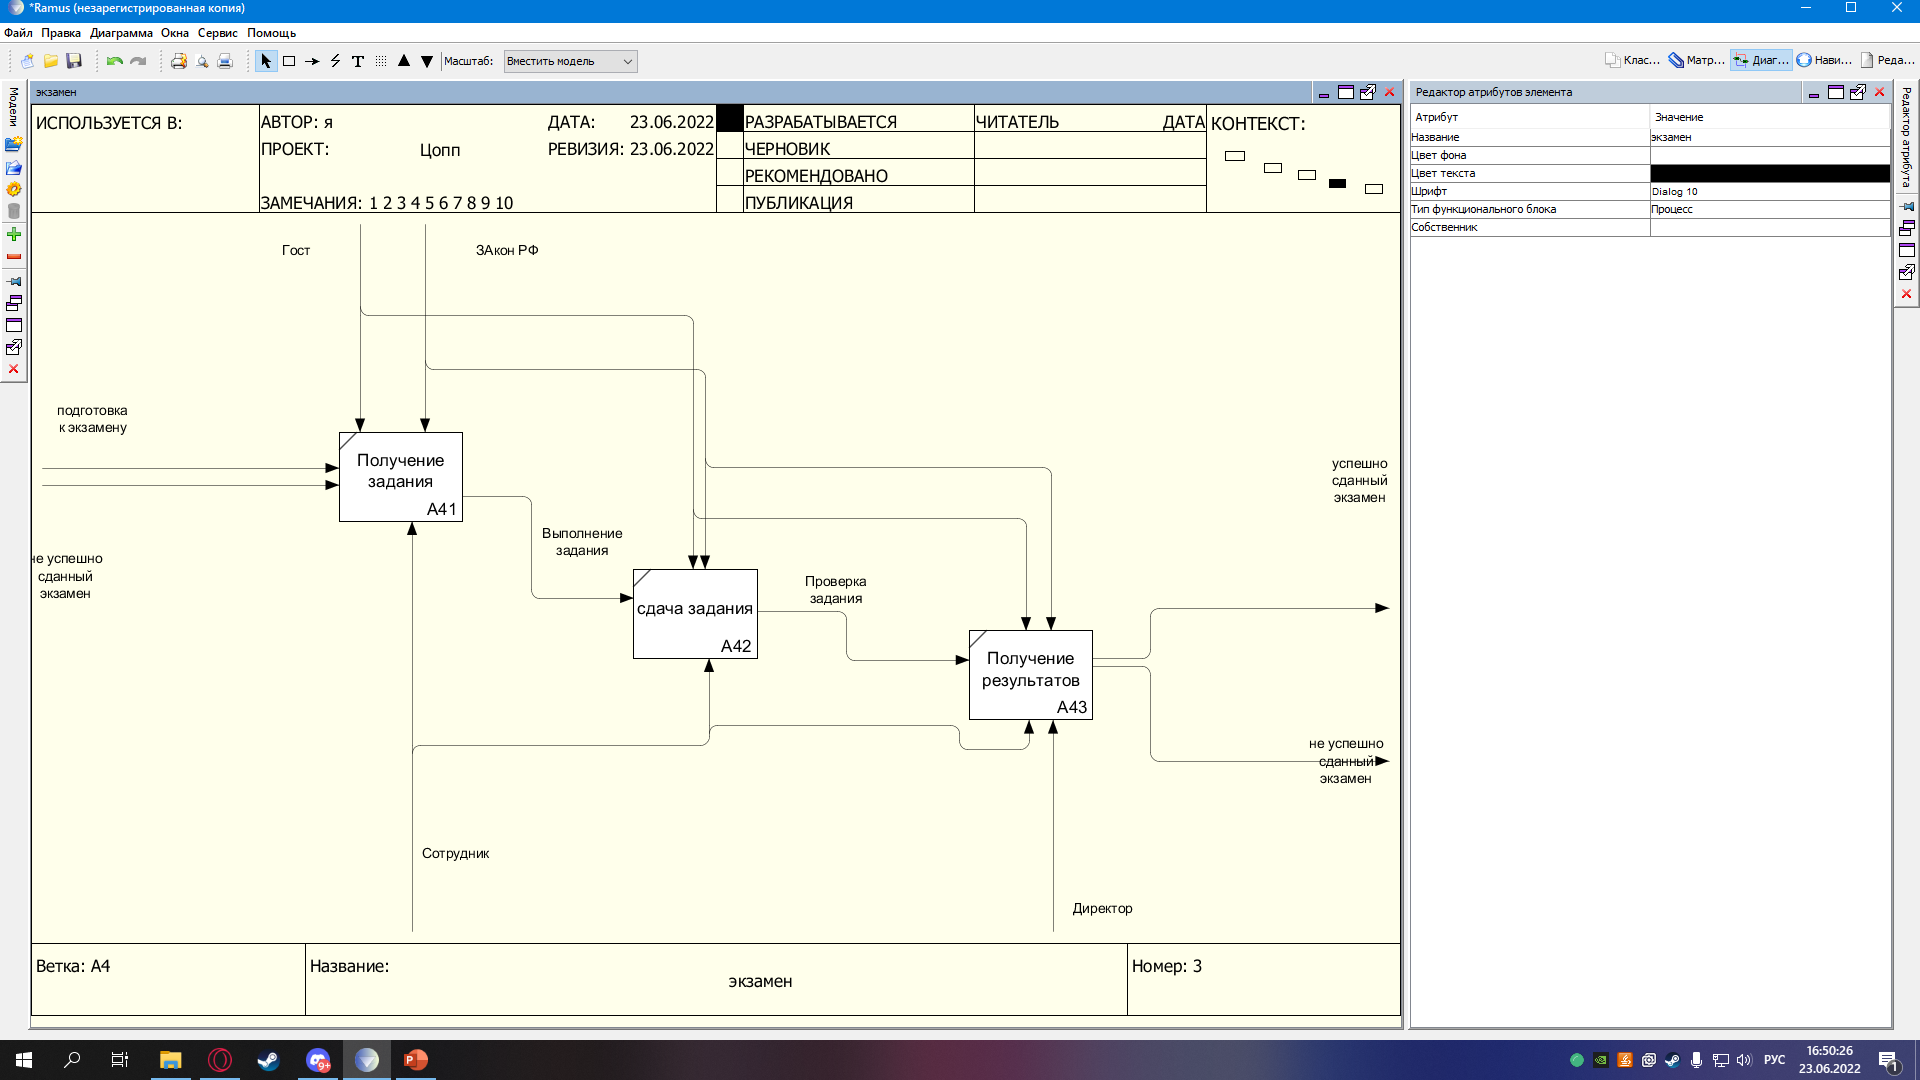 *Ramus (незарегистрированная копия)
Файл Правка Диаграмма Окна Сервис Помощь
Масштаб: Вместить модель
Клас... Матр... Диаг... Нави... Реда...
Модели
экзамен
ИСПОЛЬЗУЕТСЯ В:
АВТОР: я
ДАТА: 23.06.2022
ПРОЕКТ: Цопп
РЕВИЗИЯ: 23.06.2022
ЗАМЕЧАНИЯ: 1 2 3 4 5 6 7 8 9 10
РАЗРАБАТЫВАЕТСЯ
ЧЕРНОВИК
РЕКОМЕНДОВАНО
ПУБЛИКАЦИЯ
ЧИТАТЕЛЬ ДАТА
КОНТЕКСТ:
Гост
ЗАкон РФ
подготовка
к экзамену
Получение
задания
A41
не успешно
сданный
экзамен
Выполнение
задания
сдача задания
A42
Проверка
задания
Получение
результатов
A43
успешно
сданный
экзамен
не успешно
сданный
экзамен
Сотрудник
Директор
Ветка: A4
Название:
экзамен
Номер: 3
Редактор атрибутов элемента
Атрибут Значение
Название экзамен
Цвет фона
Цвет текста
Шрифт Dialog 10
Тип функционального блока Процесс
Собственник
Редактор атрибута
9+
РУС
16:50:26
23.06.2022
1